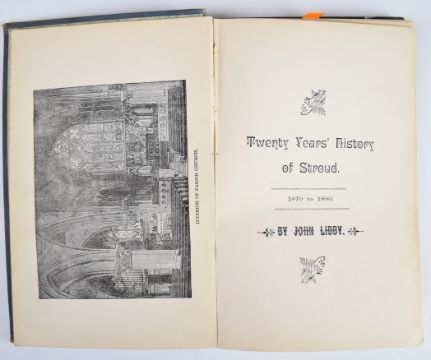 INTERIOR OF PARISH CHURCH.
Twenty Years' History
of Stroud.
1870 to 1890.
BY JOHN LIBBY.